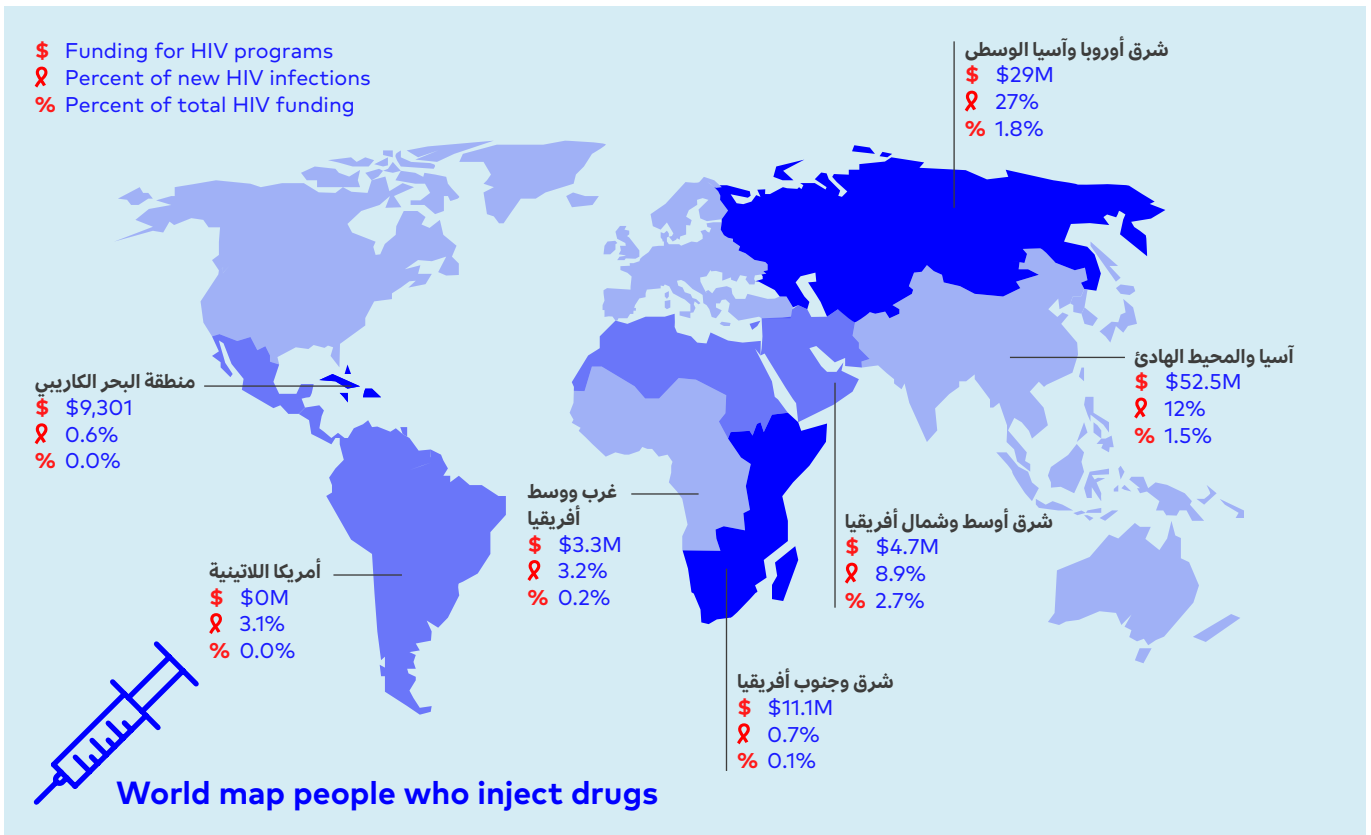 $ Funding for HIV programs
Percent of new HIV infections
% Percent of total HIV funding
شرق أوروبا وآسيا الوسطى
$ $29M
27%
% 1.8%
آسيا والمحيط الهادئ
$ $52.5M
12%
% 1.5%
منطقة البحر الكاريبي
$ $9,301
0.6%
% 0.0%
غرب ووسط
أفريقيا
$ $3.3M
3.2%
% 0.2%
شرق أوسط وشمال أفريقيا
$ $4.7M
8.9%
% 2.7%
أمريكا اللاتينية
$ $0M
3.1%
% 0.0%
شرق وجنوب أفريقيا
$ $11.1M
0.7%
% 0.1%
World map people who inject drugs